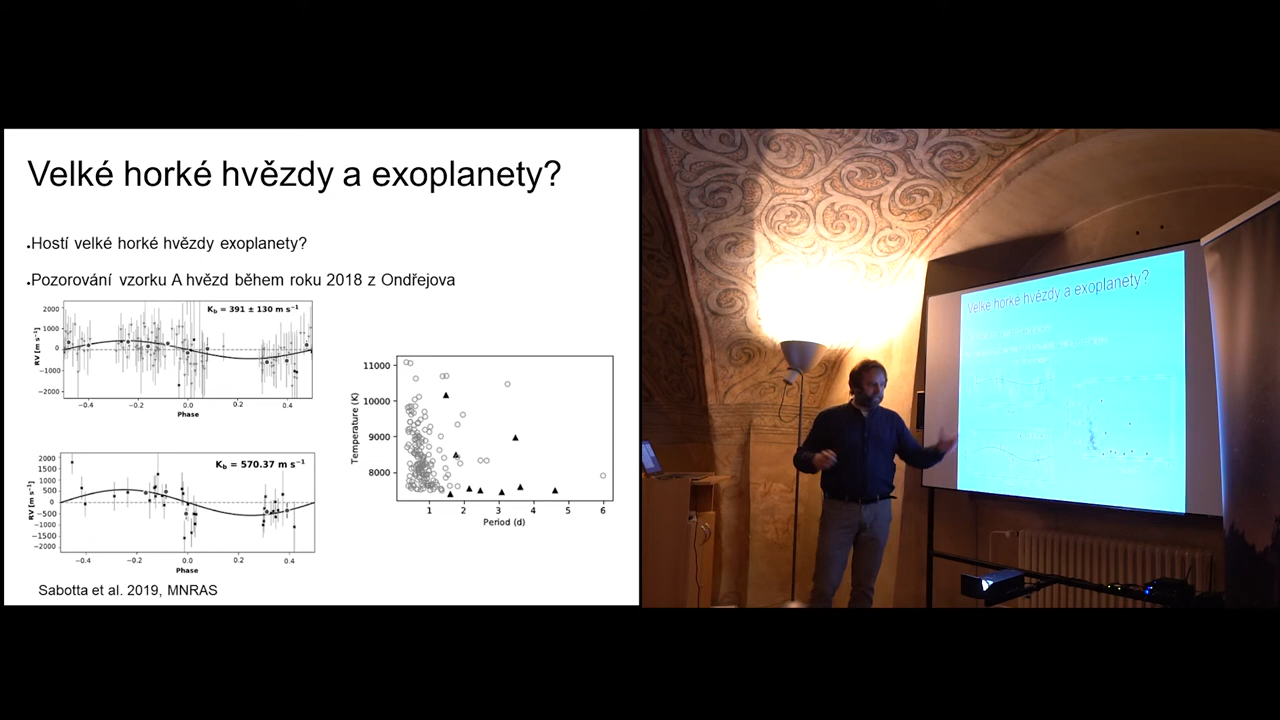 Velké horké hvězdy a exoplanety?
.Hostí velké horké hvězdy exoplanety?
.Pozorování vzorku A hvězd během roku 2018 z Ondřejova
K_b = 391 ± 130 m s⁻¹
2000
1000
0
−1000
−2000
RV [m s⁻¹]
−0.4 −0.2 0.0 0.2 0.4
Phase
K_b = 570.37 m s⁻¹
2000
1500
1000
500
0
−500
−1000
−1500
−2000
RV [m s⁻¹]
−0.4 −0.2 0.0 0.2 0.4
Phase
11000
10000
9000
8000
Temperature (K)
1 2 3 4 5 6
Period (d)
Sabotta et al. 2019, MNRAS
Velké horké hvězdy a exoplanety?